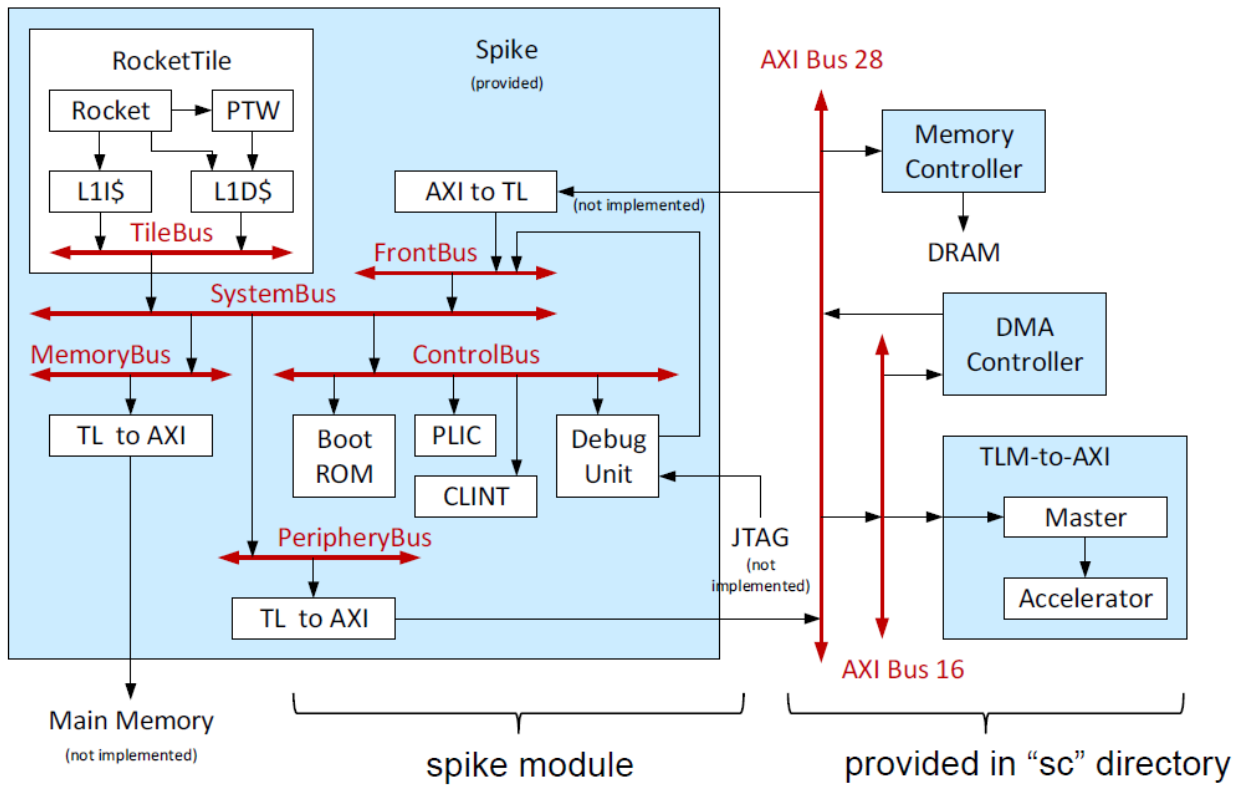 RocketTile
Rocket
PTW
L1I$
L1D$
TileBus
Spike
(provided)
AXI to TL
(not implemented)
FrontBus
SystemBus
MemoryBus
ControlBus
TL to AXI
Boot
ROM
PLIC
CLINT
Debug
Unit
PeripheryBus
TL to AXI
JTAG
(not
implemented)
Main Memory
(not implemented)
spike module
AXI Bus 28
Memory
Controller
DRAM
DMA
Controller
TLM-to-AXI
Master
Accelerator
AXI Bus 16
provided in “sc” directory